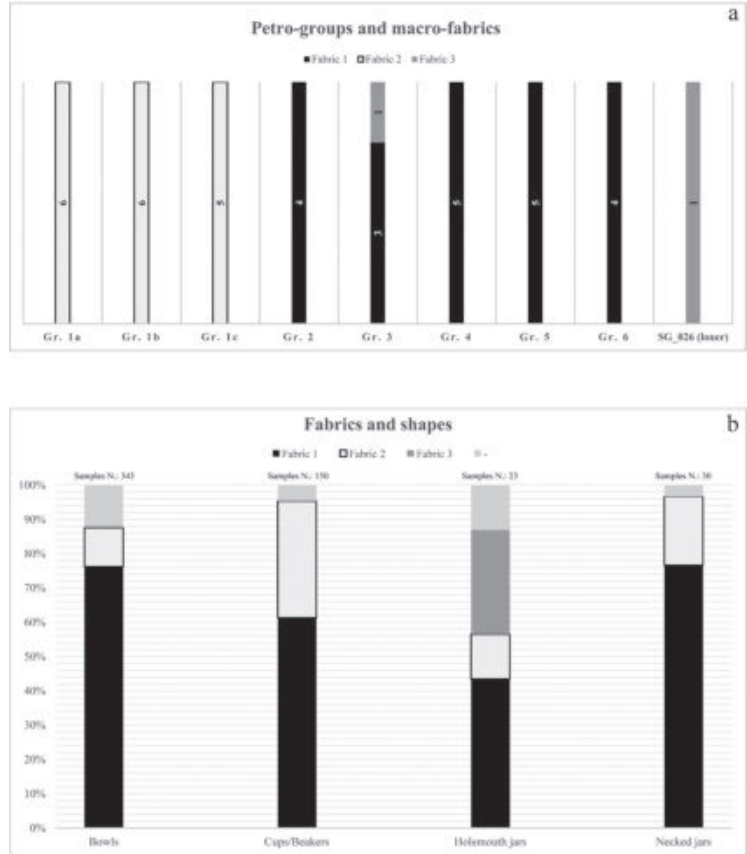 a
Petro-groups and macro-fabrics
Fabric 1 Fabric 2 Fabric 3
6 6 5 4 3 1 5 5 4 1
Gr. 1a Gr. 1b Gr. 1c Gr. 2 Gr. 3 Gr. 4 Gr. 5 Gr. 6 SG_026 (loner)
b
Fabrics and shapes
Fabric 1 Fabric 2 Fabric 3 -
Samples N.: 345 Samples N.: 150 Samples N.: 23 Samples N.: 30
100%
90%
80%
70%
60%
50%
40%
30%
20%
10%
0%
Bowls Cups/Beakers Holemouth jars Necked jars